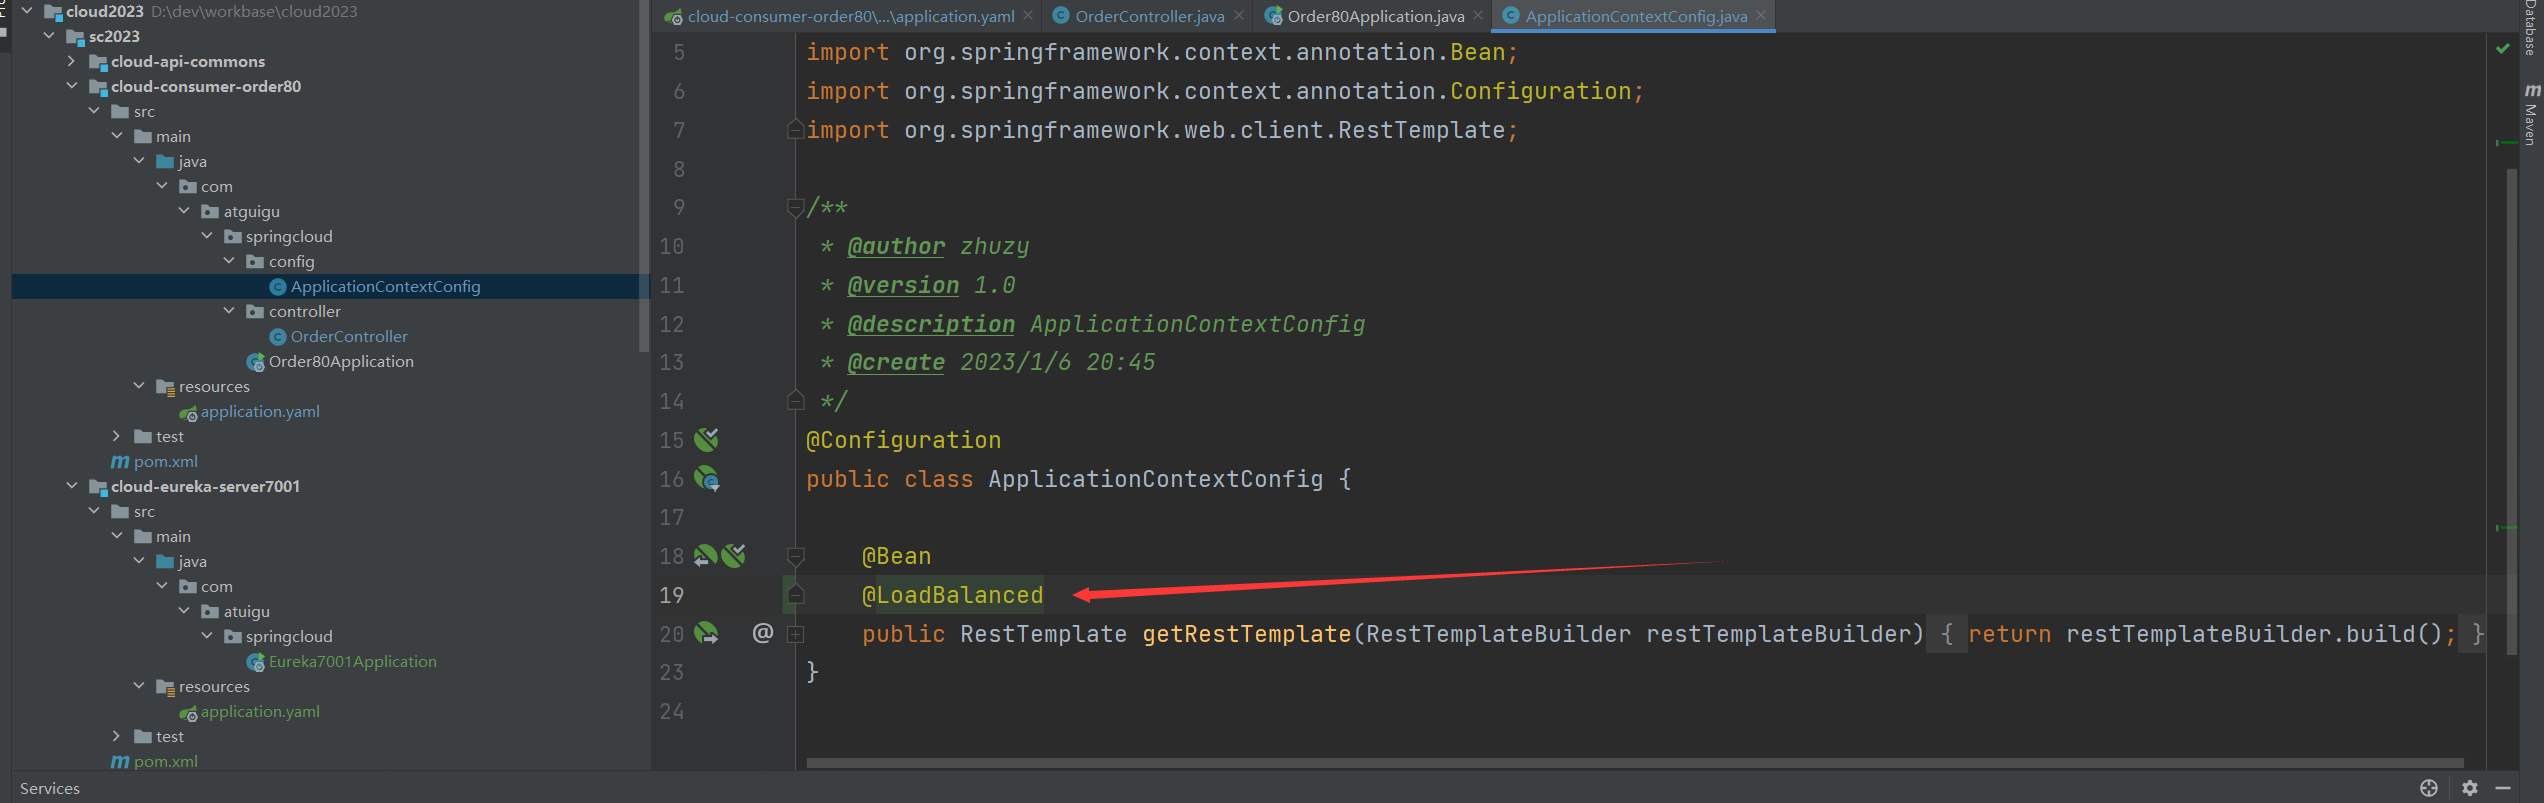 cloud2023 D:\dev\workbase\cloud2023
sc2023
cloud-api-commons
cloud-consumer-order80
src
main
java
com
atguigu
springcloud
config
ApplicationContextConfig
controller
OrderController
Order80Application
resources
application.yaml
test
pom.xml
cloud-eureka-server7001
src
main
java
com
atuigu
springcloud
Eureka7001Application
resources
application.yaml
test
pom.xml
cloud-consumer-order80\...\application.yaml
OrderController.java
Order80Application.java
ApplicationContextConfig.java
5 import org.springframework.context.annotation.Bean;
6 import org.springframework.context.annotation.Configuration;
7 import org.springframework.web.client.RestTemplate;
8
9 /**
10 * @author zhuzy
11 * @version 1.0
12 * @description ApplicationContextConfig
13 * @create 2023/1/6 20:45
14 */
15 @Configuration
16 public class ApplicationContextConfig {
17
18 @Bean
19 @LoadBalanced
20 @ public RestTemplate getRestTemplate(RestTemplateBuilder restTemplateBuilder) { return restTemplateBuilder.build(); }
23 }
24
Database
Maven
Services